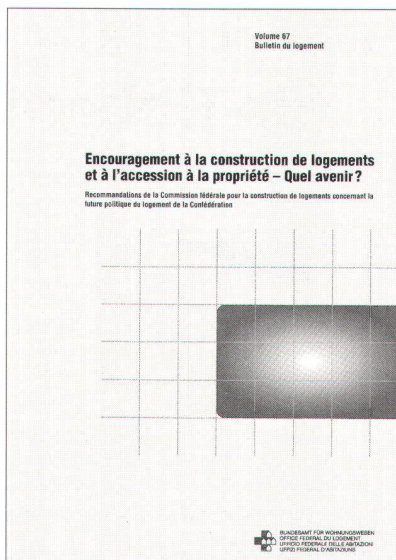 Volume 67
Bulletin du logement
Encouragement à la construction de logements
et à l'accession à la propriété – Quel avenir?
Recommandations de la Commission fédérale pour la construction de logements concernant la
future politique du logement de la Confédération
BUNDESAMT FÜR WOHNUNGSWESEN
OFFICE FEDERAL DU LOGEMENT
UFFICIO FEDERALE DELLE ABITAZIONI
UFFIZI FEDERAL D'ABITAZIUNS